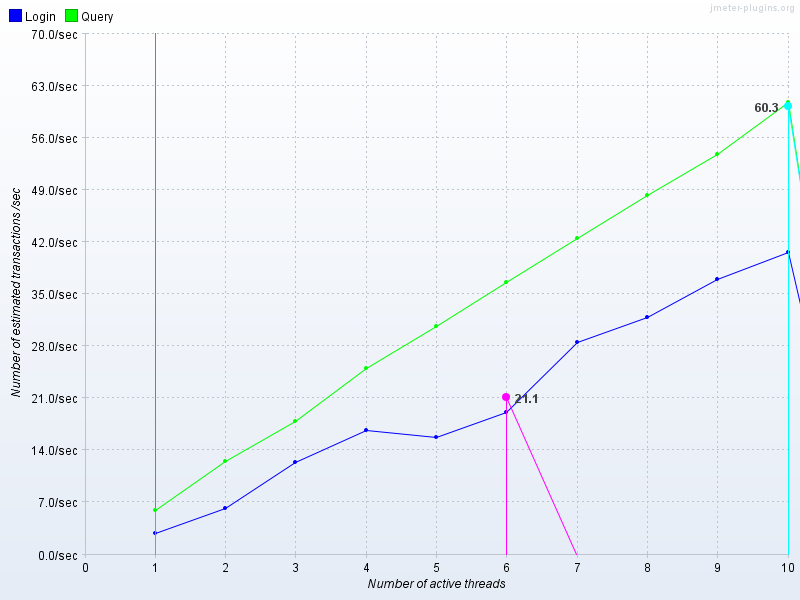 jmeter-plugins.org
Login Query
70.0/sec
63.0/sec
60.3
56.0/sec
49.0/sec
42.0/sec
35.0/sec
28.0/sec
21.0/sec
21.1
14.0/sec
7.0/sec
0.0/sec
Number of estimated transactions /sec
0 1 2 3 4 5 6 7 8 9 10
Number of active threads